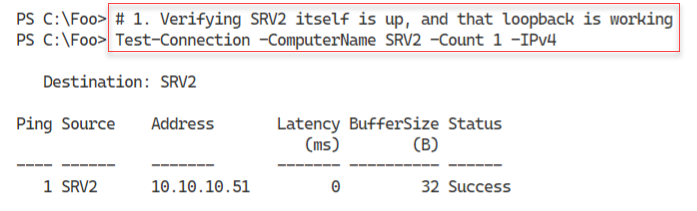 PS C:\Foo> # 1. Verifying SRV2 itself is up, and that loopback is working
PS C:\Foo> Test-Connection -ComputerName SRV2 -Count 1 -IPv4
Destination: SRV2
Ping Source Address Latency BufferSize Status
(ms) (B)
---- ------ ------- ------- ---------- ------
1 SRV2 10.10.10.51 0 32 Success